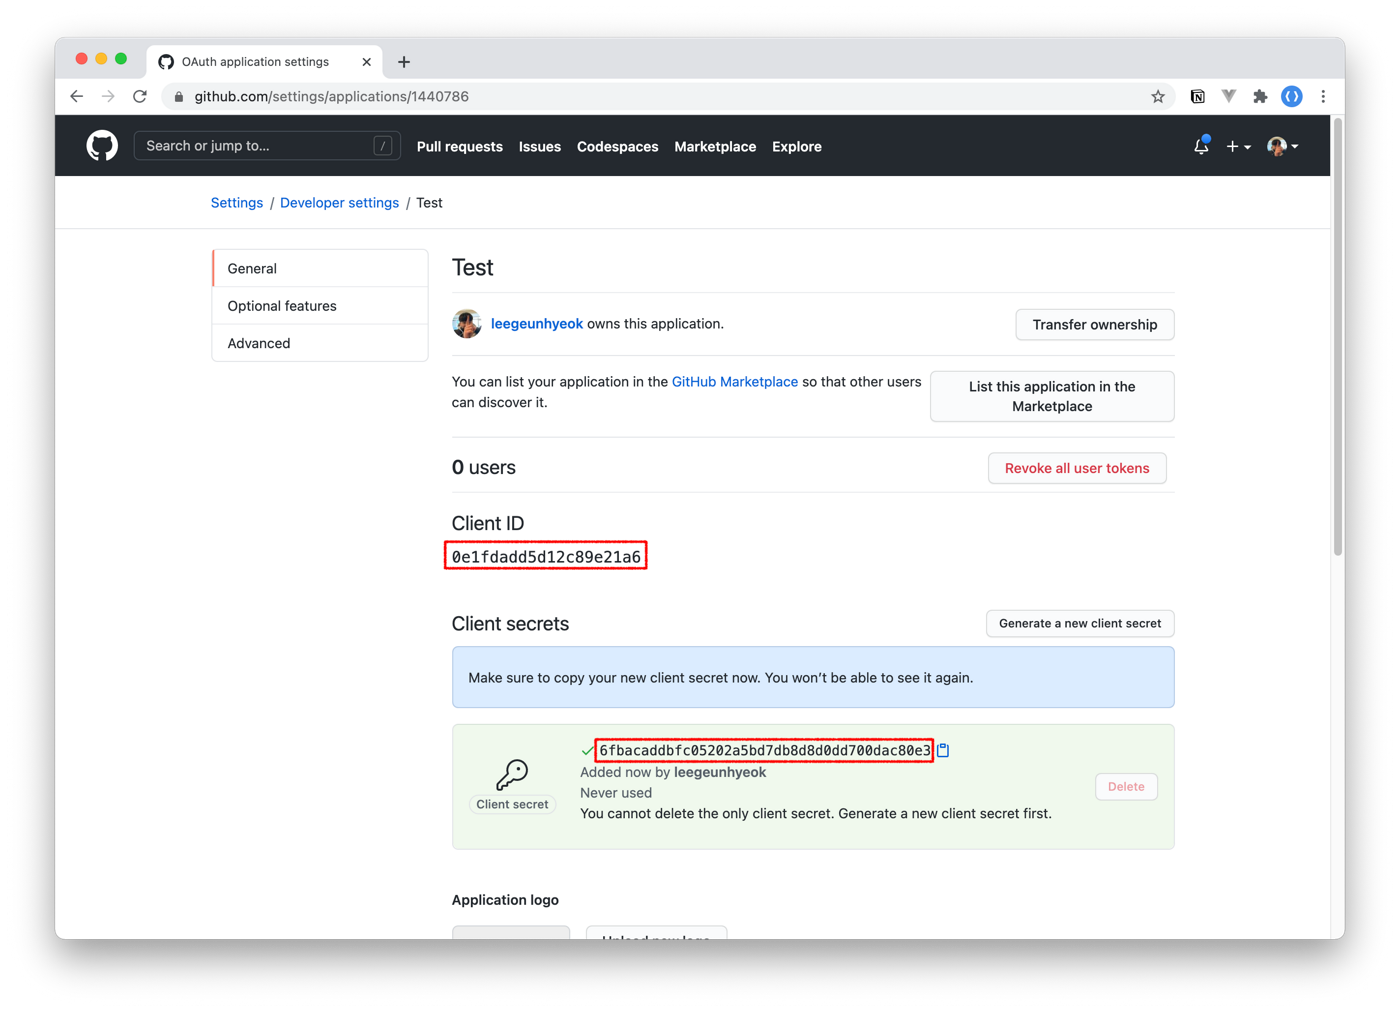 OAuth application settings
github.com/settings/applications/1440786
Search or jump to... /
Pull requests Issues Codespaces Marketplace Explore
Settings / Developer settings / Test
General
Optional features
Advanced
Test
leegeunhyeok owns this application.
Transfer ownership
You can list your application in the GitHub Marketplace so that other users
can discover it.
List this application in the
Marketplace
0 users
Revoke all user tokens
Client ID
0e1fdadd5d12c89e21a6
Client secrets
Generate a new client secret
Make sure to copy your new client secret now. You won’t be able to see it again.
Client secret
6fbacaddbfc05202a5bd7db8d8d0dd700dac80e3
Added now by leegeunhyeok
Never used
You cannot delete the only client secret. Generate a new client secret first.
Delete
Application logo
Upload new logo